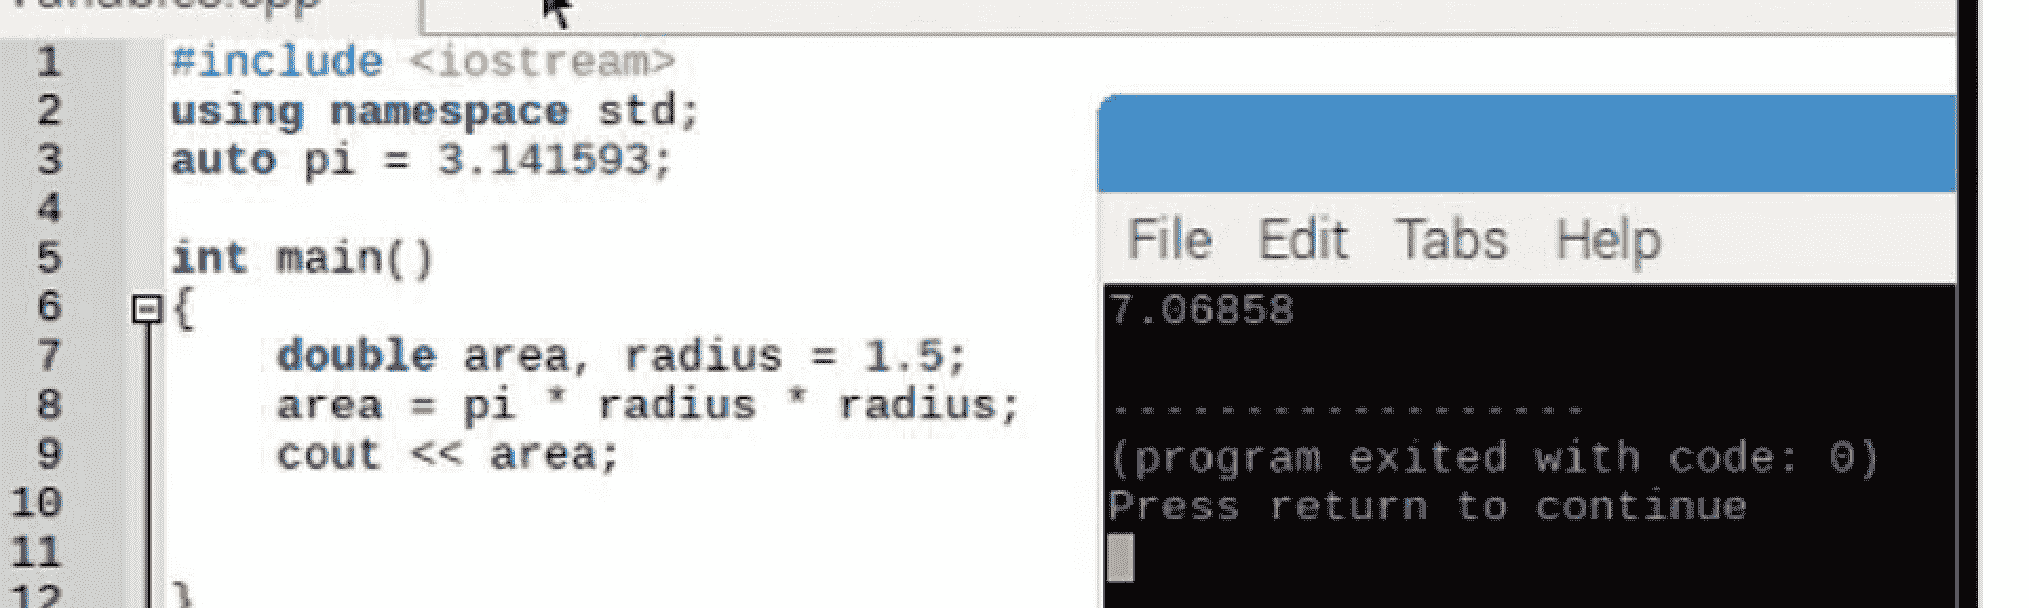 1 #include <iostream>
2 using namespace std;
3 auto pi = 3.141593;
4
5 int main()
6 {
7 double area, radius = 1.5;
8 area = pi * radius * radius;
9 cout << area;
10
11
12 }
File Edit Tabs Help
7.06858
------------------
(program exited with code: 0)
Press return to continue